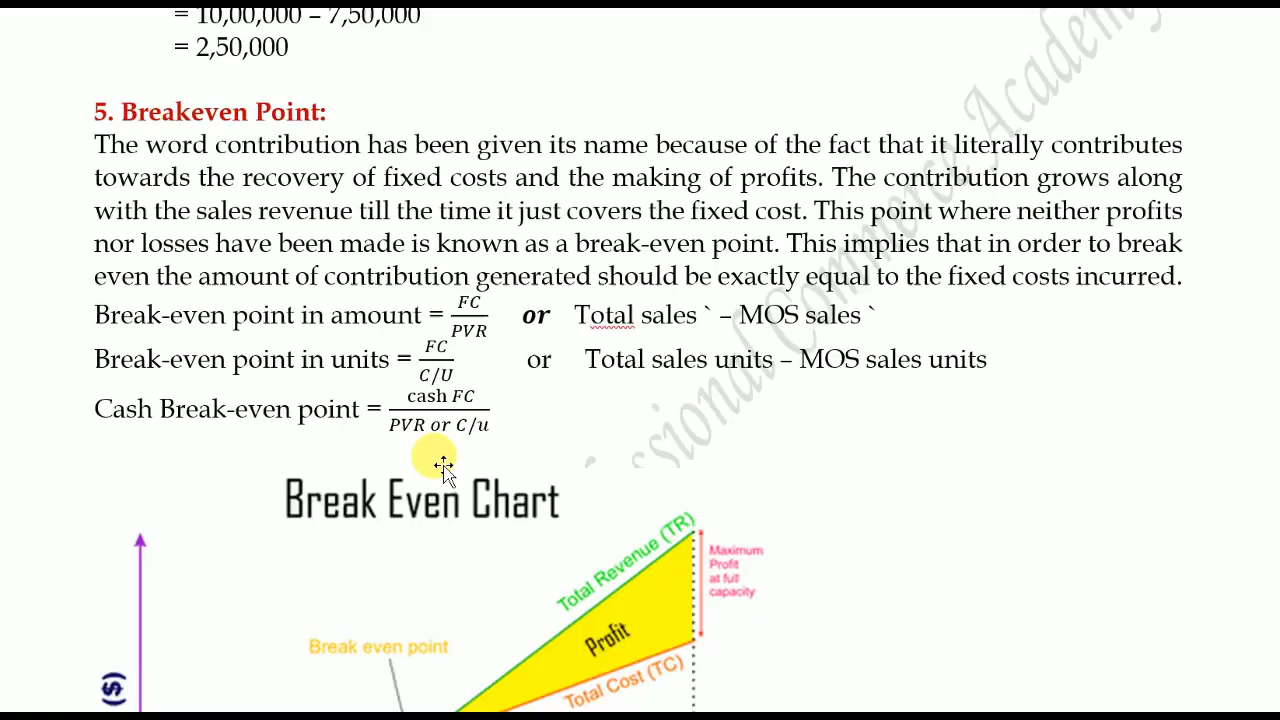 = 10,00,000 – 7,50,000
= 2,50,000
5. Breakeven Point:
The word contribution has been given its name because of the fact that it literally contributes
towards the recovery of fixed costs and the making of profits. The contribution grows along
with the sales revenue till the time it just covers the fixed cost. This point where neither profits
nor losses have been made is known as a break-even point. This implies that in order to break
even the amount of contribution generated should be exactly equal to the fixed costs incurred.
Break-even point in amount = FC/PVR or Total sales ` – MOS sales `
Break-even point in units = FC/C/U or Total sales units – MOS sales units
Cash Break-even point = cash FC/PVR or C/u
Break Even Chart
Total Revenue (TR)
Maximum
Profit
at full
capacity
Profit
Break even point
Total Cost (TC)
($)
essional Commerce Academy